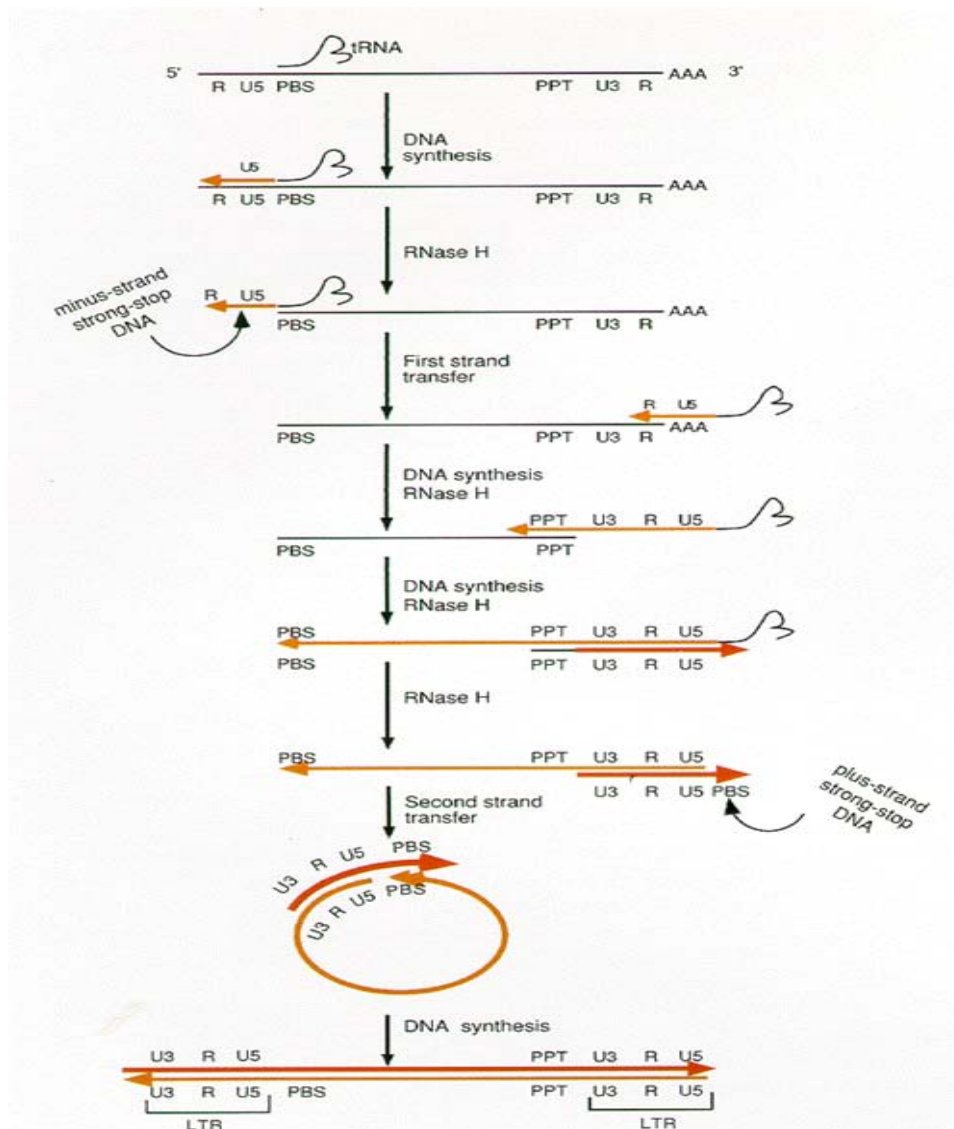 tRNA
5' AAA 3'
R U5 PBS PPT U3 R
DNA
synthesis
U5
AAA
R U5 PBS PPT U3 R
RNase H
minus-strand
strong-stop
DNA
R U5
AAA
PBS PPT U3 R
First strand
transfer
R U5
AAA
PBS PPT U3 R
DNA synthesis
RNase H
PPT U3 R U5
PBS PPT
DNA synthesis
RNase H
PBS PPT U3 R U5
PBS PPT U3 R U5
RNase H
PBS PPT U3 R U5
U3 R U5 PBS
plus-strand
strong-stop
DNA
Second strand
transfer
U3 R U5 PBS
U3 R U5 PBS
DNA synthesis
U3 R U5 PPT U3 R U5
U3 R U5 PBS PPT U3 R U5
LTR LTR